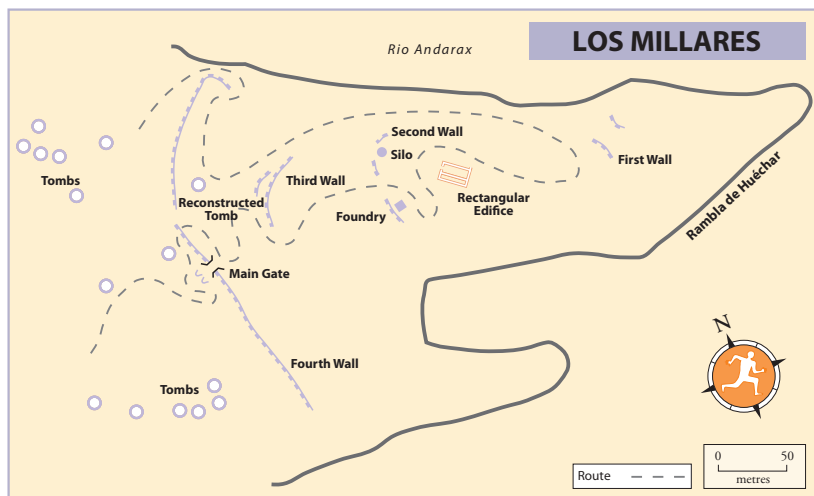 LOS MILLARES
Rio Andarax
Second Wall
Silo
First Wall
Tombs
Third Wall
Reconstructed
Tomb
Rectangular
Edifice
Foundry
Rambla de Huéchar
Main Gate
Fourth Wall
Tombs
N
0 50
metres
Route